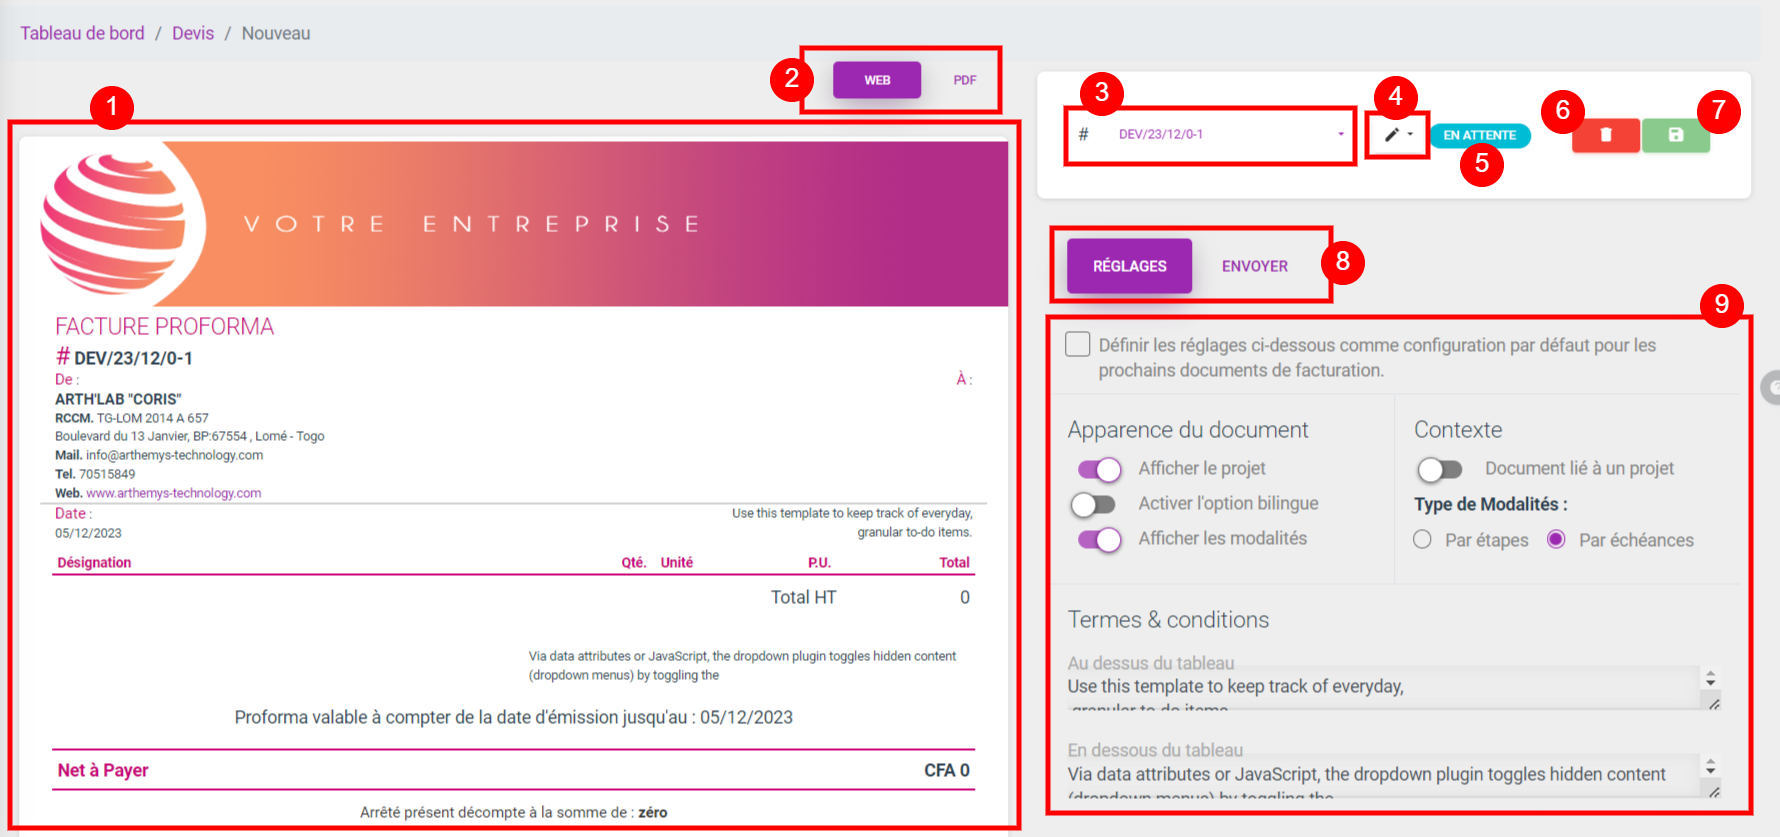 Tableau de bord / Devis / Nouveau
2
WEB
PDF
1
VOTRE ENTREPRISE
FACTURE PROFORMA
# DEV/23/12/0-1
De :
À :
ARTH'LAB "CORIS"
RCCM. TG-LOM 2014 A 657
Boulevard du 13 Janvier, BP:67554 , Lomé - Togo
Mail. info@arthemys-technology.com
Tel. 70515849
Web. www.arthemys-technology.com
Date :
05/12/2023
Use this template to keep track of everyday,
granular to-do items.
Désignation Qté. Unité P.U. Total
Total HT 0
Via data attributes or JavaScript, the dropdown plugin toggles hidden content
(dropdown menus) by toggling the
Proforma valable à compter de la date d'émission jusqu'au : 05/12/2023
Net à Payer CFA 0
Arrêté présent décompte à la somme de : zéro
3
# DEV/23/12/0-1
4
EN ATTENTE
5
6
7
RÉGLAGES
ENVOYER
8
9
Définir les réglages ci-dessous comme configuration par défaut pour les
prochains documents de facturation.
Apparence du document
Afficher le projet
Activer l'option bilingue
Afficher les modalités
Contexte
Document lié à un projet
Type de Modalités :
Par étapes
Par échéances
Termes & conditions
Au dessus du tableau
Use this template to keep track of everyday,
granular to-do items
En dessous du tableau
Via data attributes or JavaScript, the dropdown plugin toggles hidden content
(dropdown menus) by toggling the